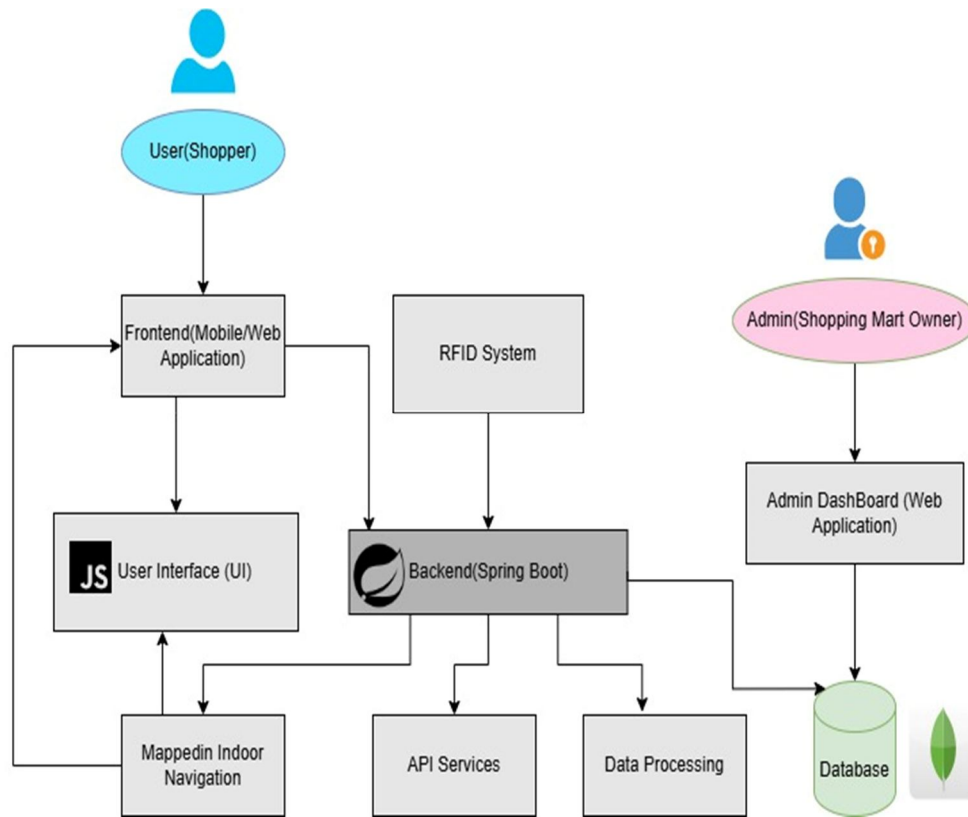 User(Shopper)
Admin(Shopping Mart Owner)
Frontend(Mobile/Web
Application)
RFID System
Admin DashBoard (Web
Application)
JS
User Interface (UI)
Backend(Spring Boot)
Mappedin Indoor
Navigation
API Services
Data Processing
Database